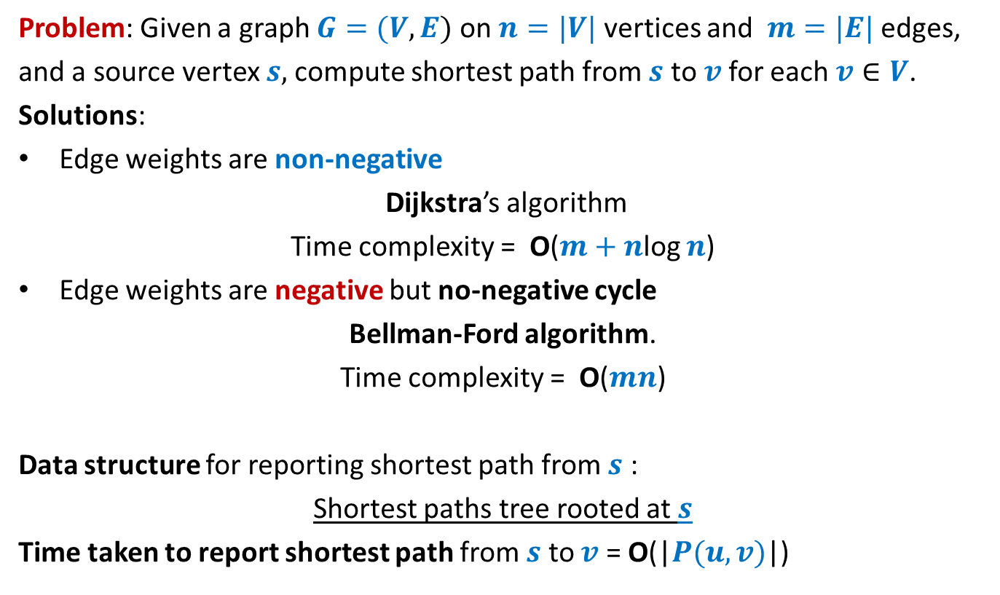 Problem: Given a graph G = (V, E) on n = |V| vertices and m = |E| edges,
and a source vertex s, compute shortest path from s to v for each v ∈ V.
Solutions:
• Edge weights are non-negative
Dijkstra’s algorithm
Time complexity = O(m + nlog n)
• Edge weights are negative but no-negative cycle
Bellman-Ford algorithm.
Time complexity = O(mn)
Data structure for reporting shortest path from s :
Shortest paths tree rooted at s
Time taken to report shortest path from s to v = O(|P(u, v)|)